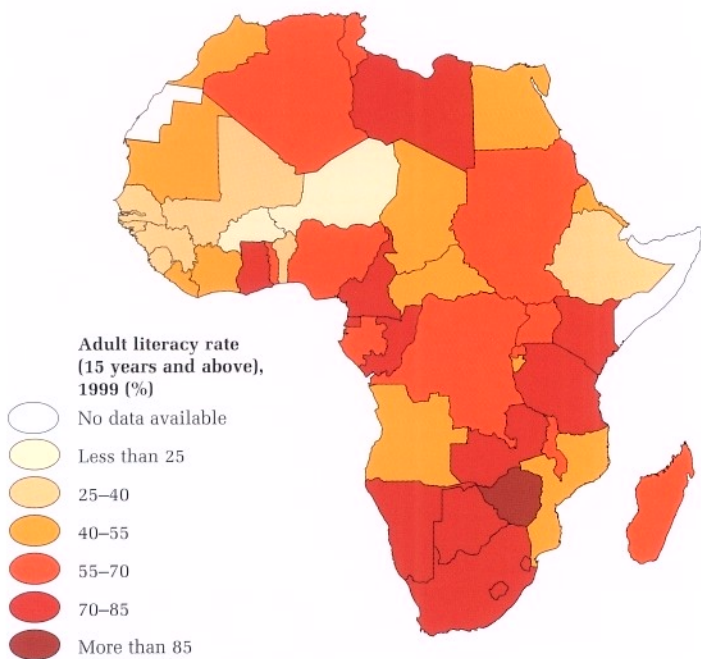 Adult literacy rate
(15 years and above),
1999 (%)
No data available
Less than 25
25–40
40–55
55–70
70–85
More than 85